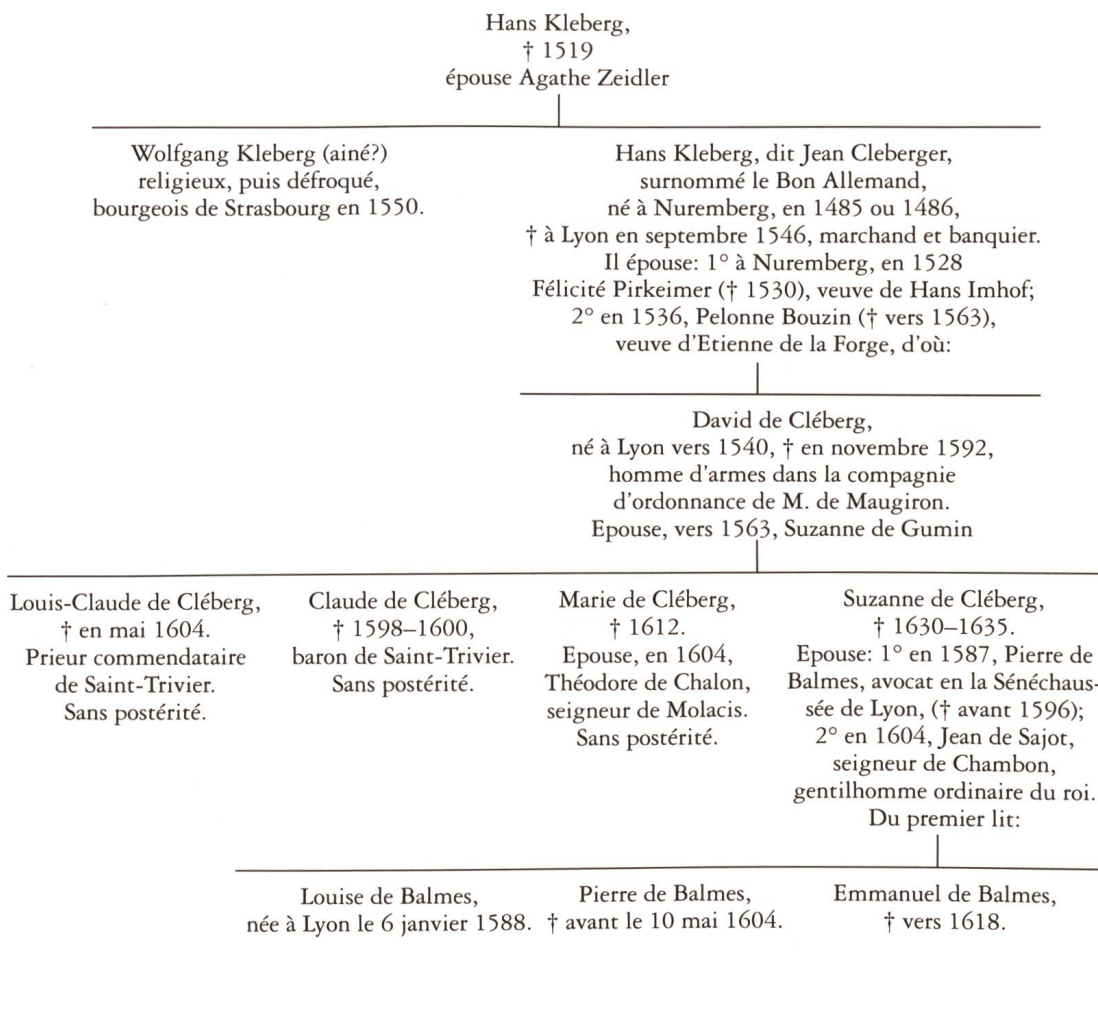 Hans Kleberg,
† 1519
épouse Agathe Zeidler
Wolfgang Kleberg (ainé?)
religieux, puis défroqué,
bourgeois de Strasbourg en 1550.
Hans Kleberg, dit Jean Cleberger,
surnommé le Bon Allemand,
né à Nuremberg, en 1485 ou 1486,
† à Lyon en septembre 1546, marchand et banquier.
Il épouse: 1° à Nuremberg, en 1528
Félicité Pirkeimer († 1530), veuve de Hans Imhof;
2° en 1536, Pelonne Bouzin († vers 1563),
veuve d'Etienne de la Forge, d'où:
David de Cléberg,
né à Lyon vers 1540, † en novembre 1592,
homme d'armes dans la compagnie
d'ordonnance de M. de Maugiron.
Epouse, vers 1563, Suzanne de Gumin
Louis-Claude de Cléberg,
† en mai 1604.
Prieur commendataire
de Saint-Trivier.
Sans postérité.
Claude de Cléberg,
† 1598–1600,
baron de Saint-Trivier.
Sans postérité.
Marie de Cléberg,
† 1612.
Epouse, en 1604,
Théodore de Chalon,
seigneur de Molacis.
Sans postérité.
Suzanne de Cléberg,
† 1630–1635.
Epouse: 1° en 1587, Pierre de
Balmes, avocat en la Sénéchaus-
sée de Lyon, († avant 1596);
2° en 1604, Jean de Sajot,
seigneur de Chambon,
gentilhomme ordinaire du roi.
Du premier lit:
Louise de Balmes,
née à Lyon le 6 janvier 1588.
Pierre de Balmes,
† avant le 10 mai 1604.
Emmanuel de Balmes,
† vers 1618.